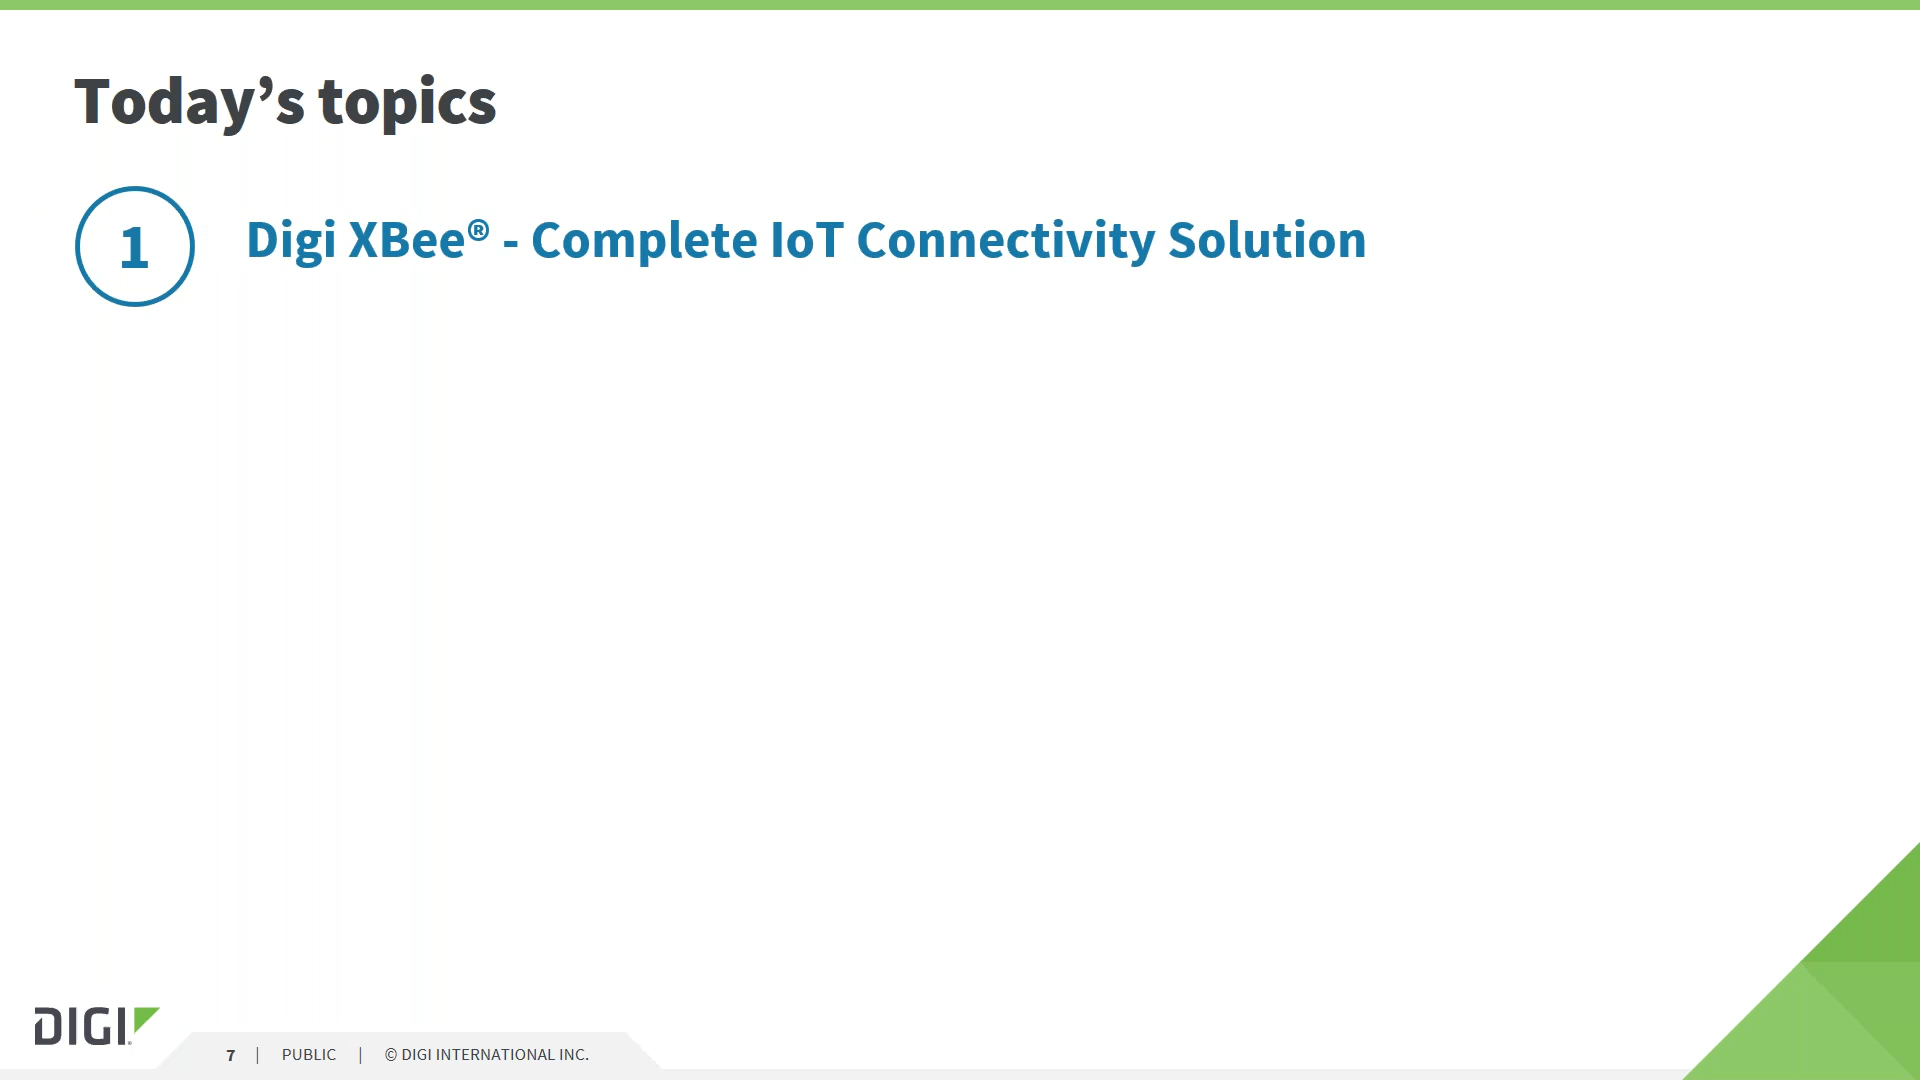 Today’s topics
1
Digi XBee® - Complete IoT Connectivity Solution
DIGI
7 | PUBLIC | © DIGI INTERNATIONAL INC.